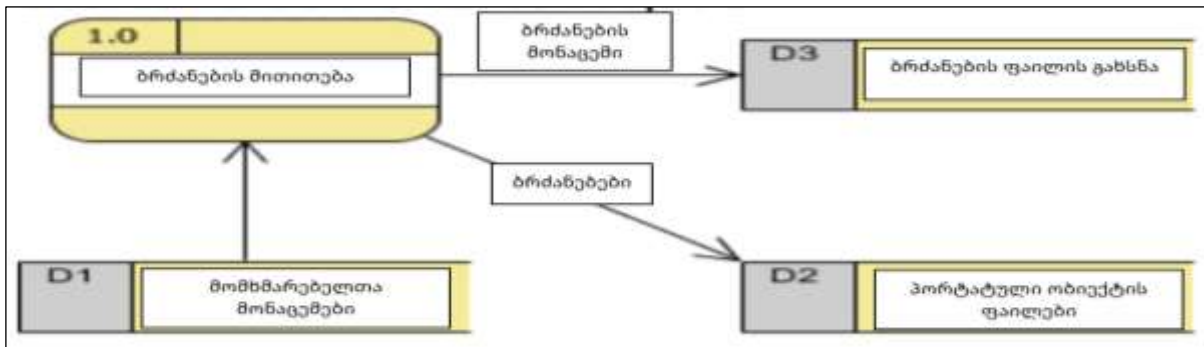 1.0
ბრძანების მითითება
ბრძანების
მონაცემი
D3
ბრძანების ფაილის გახსნა
ბრძანებები
D1
მომხმარებელთა
მონაცემები
D2
პორტატული ობიექტის
ფაილები